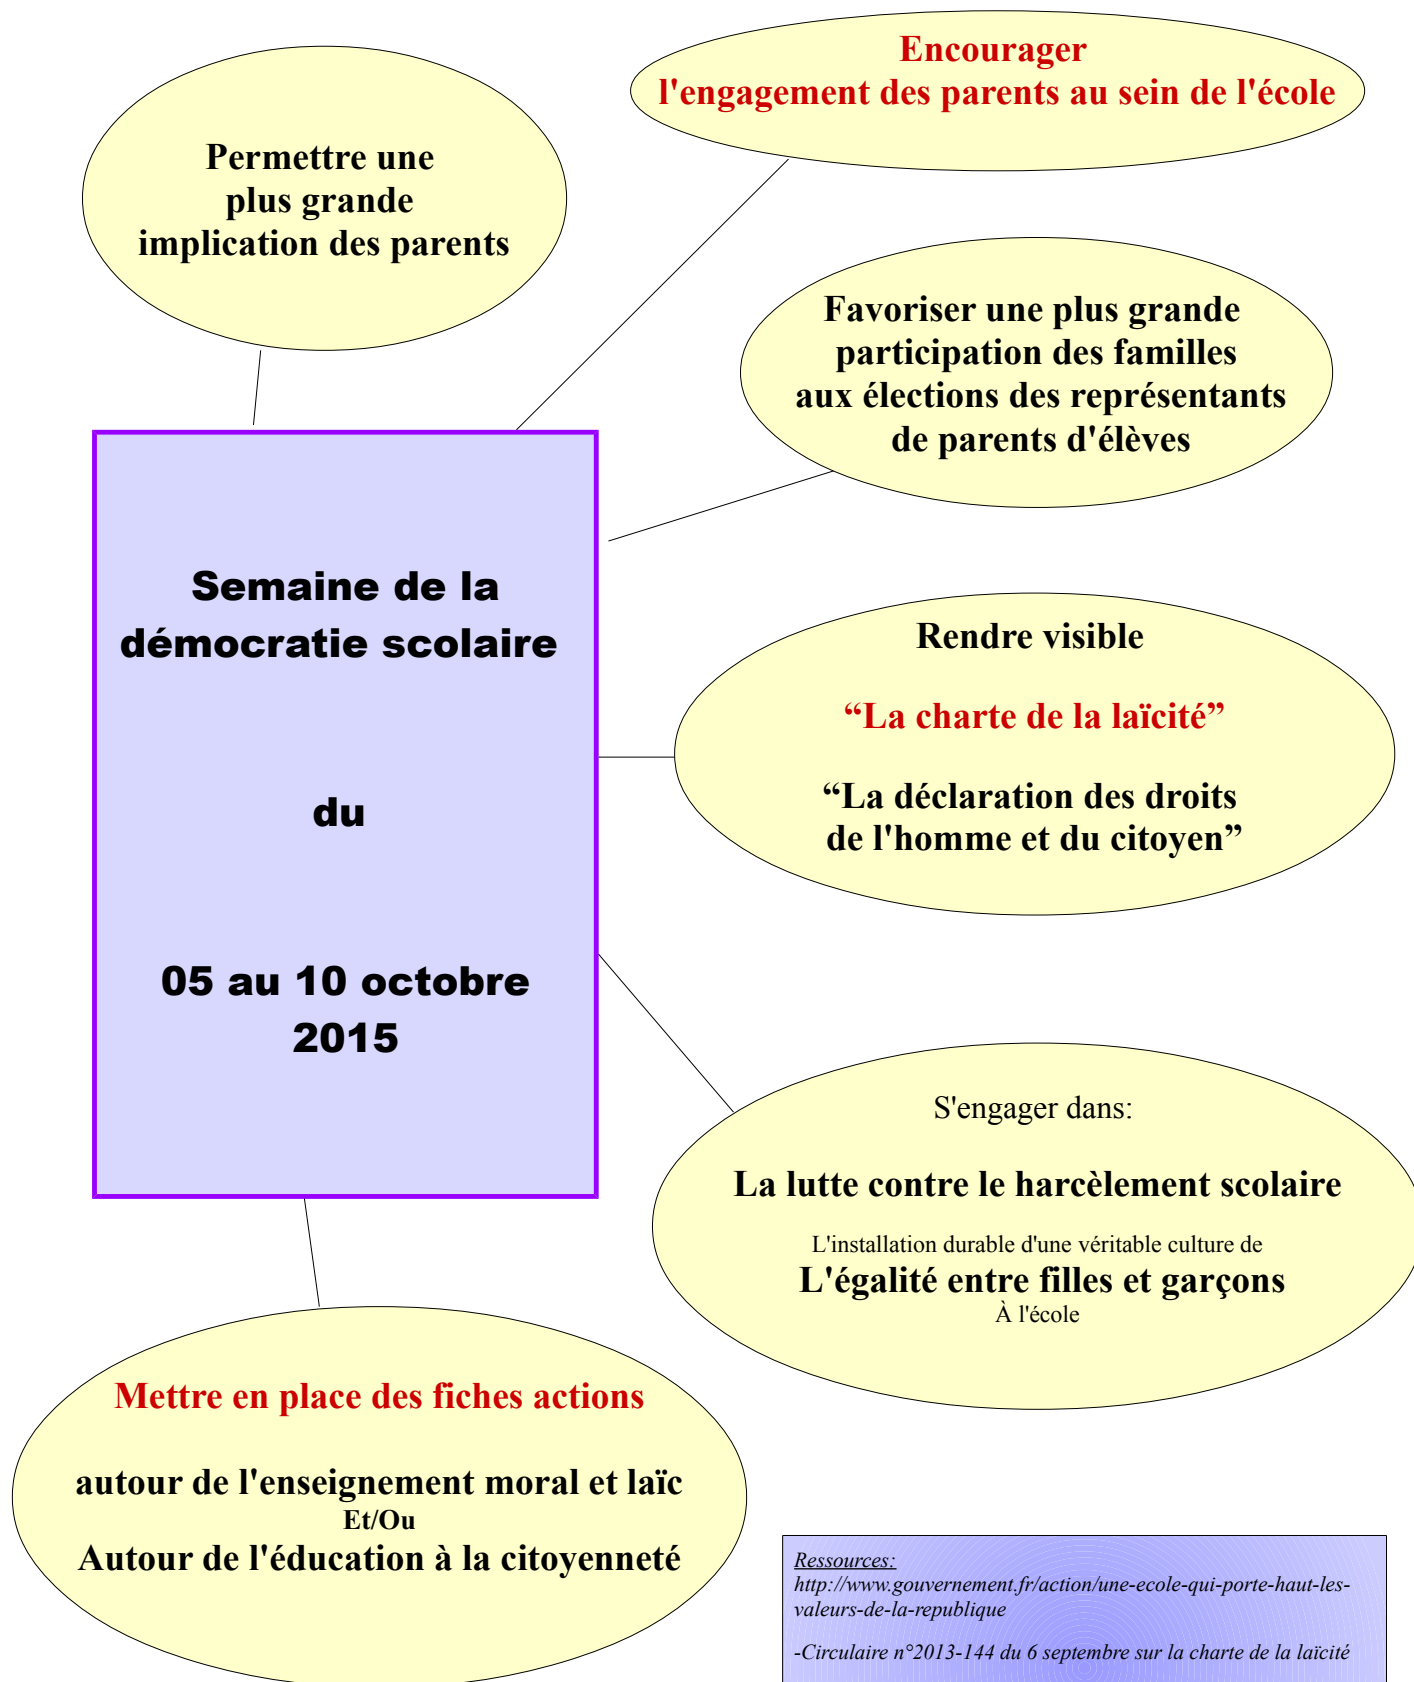 Encourager
l'engagement des parents au sein de l'école
Permettre une
plus grande
implication des parents
Favoriser une plus grande
participation des familles
aux élections des représentants
de parents d'élèves
Semaine de la
démocratie scolaire
du
05 au 10 octobre
2015
Rendre visible
“La charte de la laïcité”
“La déclaration des droits
de l'homme et du citoyen”
S'engager dans:
La lutte contre le harcèlement scolaire
L'installation durable d'une véritable culture de
L'égalité entre filles et garçons
À l'école
Mettre en place des fiches actions
autour de l'enseignement moral et laïc
Et/Ou
Autour de l'éducation à la citoyenneté
Ressources:
http://www.gouvernement.fr/action/une-ecole-qui-porte-haut-les-
valeurs-de-la-republique
-Circulaire n°2013-144 du 6 septembre sur la charte de la laïcité